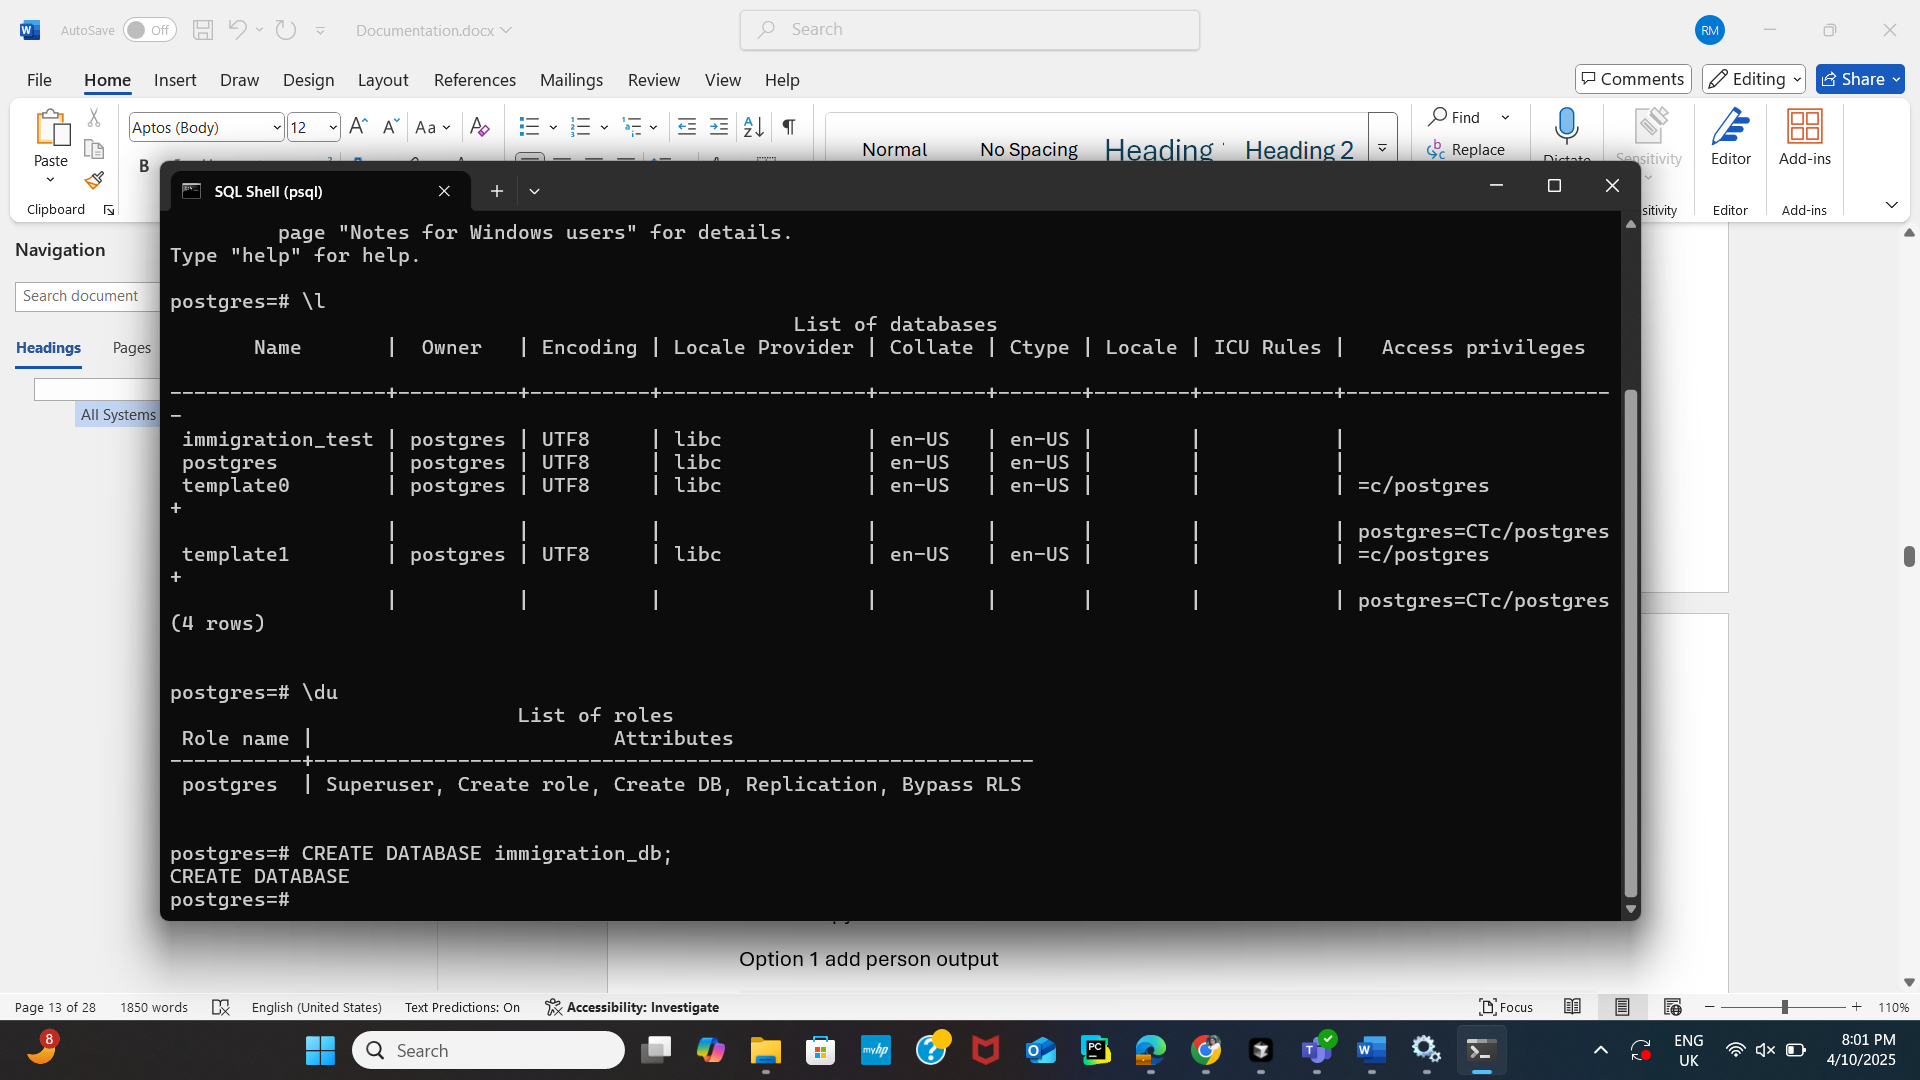 AutoSave Off Documentation.docx Search RM
File Home Insert Draw Design Layout References Mailings Review View Help Comments Editing Share
Paste
Clipboard
Aptos (Body) 12 Aa
B
Normal No Spacing Heading Heading 2
Find
Replace
Dictate
Sensitivity
Editor
Editor
Add-ins
Add-ins
Navigation
Search document
Headings Pages
All Systems
SQL Shell (psql)
page "Notes for Windows users" for details.
Type "help" for help.
postgres=# \l
List of databases
Name | Owner | Encoding | Locale Provider | Collate | Ctype | Locale | ICU Rules | Access privileges
------------------+----------+----------+-----------------+---------+-------+--------+-----------+----------------------
-
immigration_test | postgres | UTF8 | libc | en-US | en-US | | |
postgres | postgres | UTF8 | libc | en-US | en-US | | |
template0 | postgres | UTF8 | libc | en-US | en-US | | | =c/postgres
+
| | | | | | | | postgres=CTc/postgres
template1 | postgres | UTF8 | libc | en-US | en-US | | | =c/postgres
+
| | | | | | | | postgres=CTc/postgres
(4 rows)
postgres=# \du
List of roles
Role name | Attributes
-----------+------------------------------------------------------------
postgres | Superuser, Create role, Create DB, Replication, Bypass RLS
postgres=# CREATE DATABASE immigration_db;
CREATE DATABASE
postgres=#
Option 1 add person output
Page 13 of 28 1850 words English (United States) Text Predictions: On Accessibility: Investigate Focus 110%
8 Search ENG UK 8:01 PM 4/10/2025